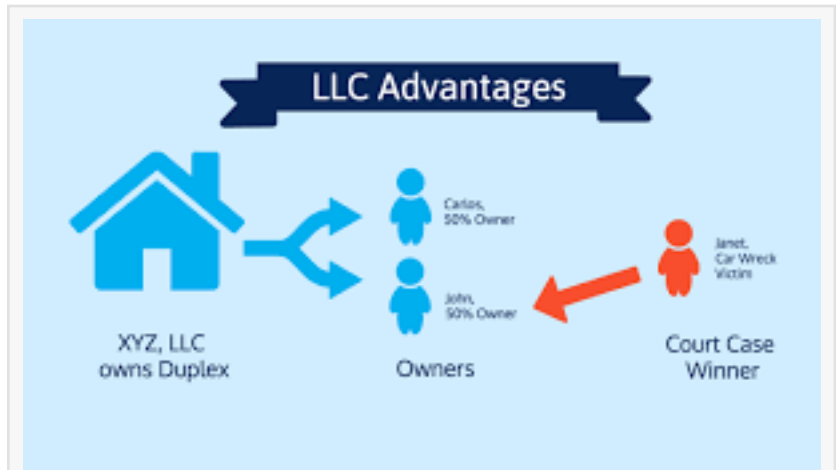 LLC Advantages
Carlos,
50% Owner
John,
50% Owner
Janet,
Car Wreck
Victim
XYZ, LLC
owns Duplex
Owners
Court Case
Winner